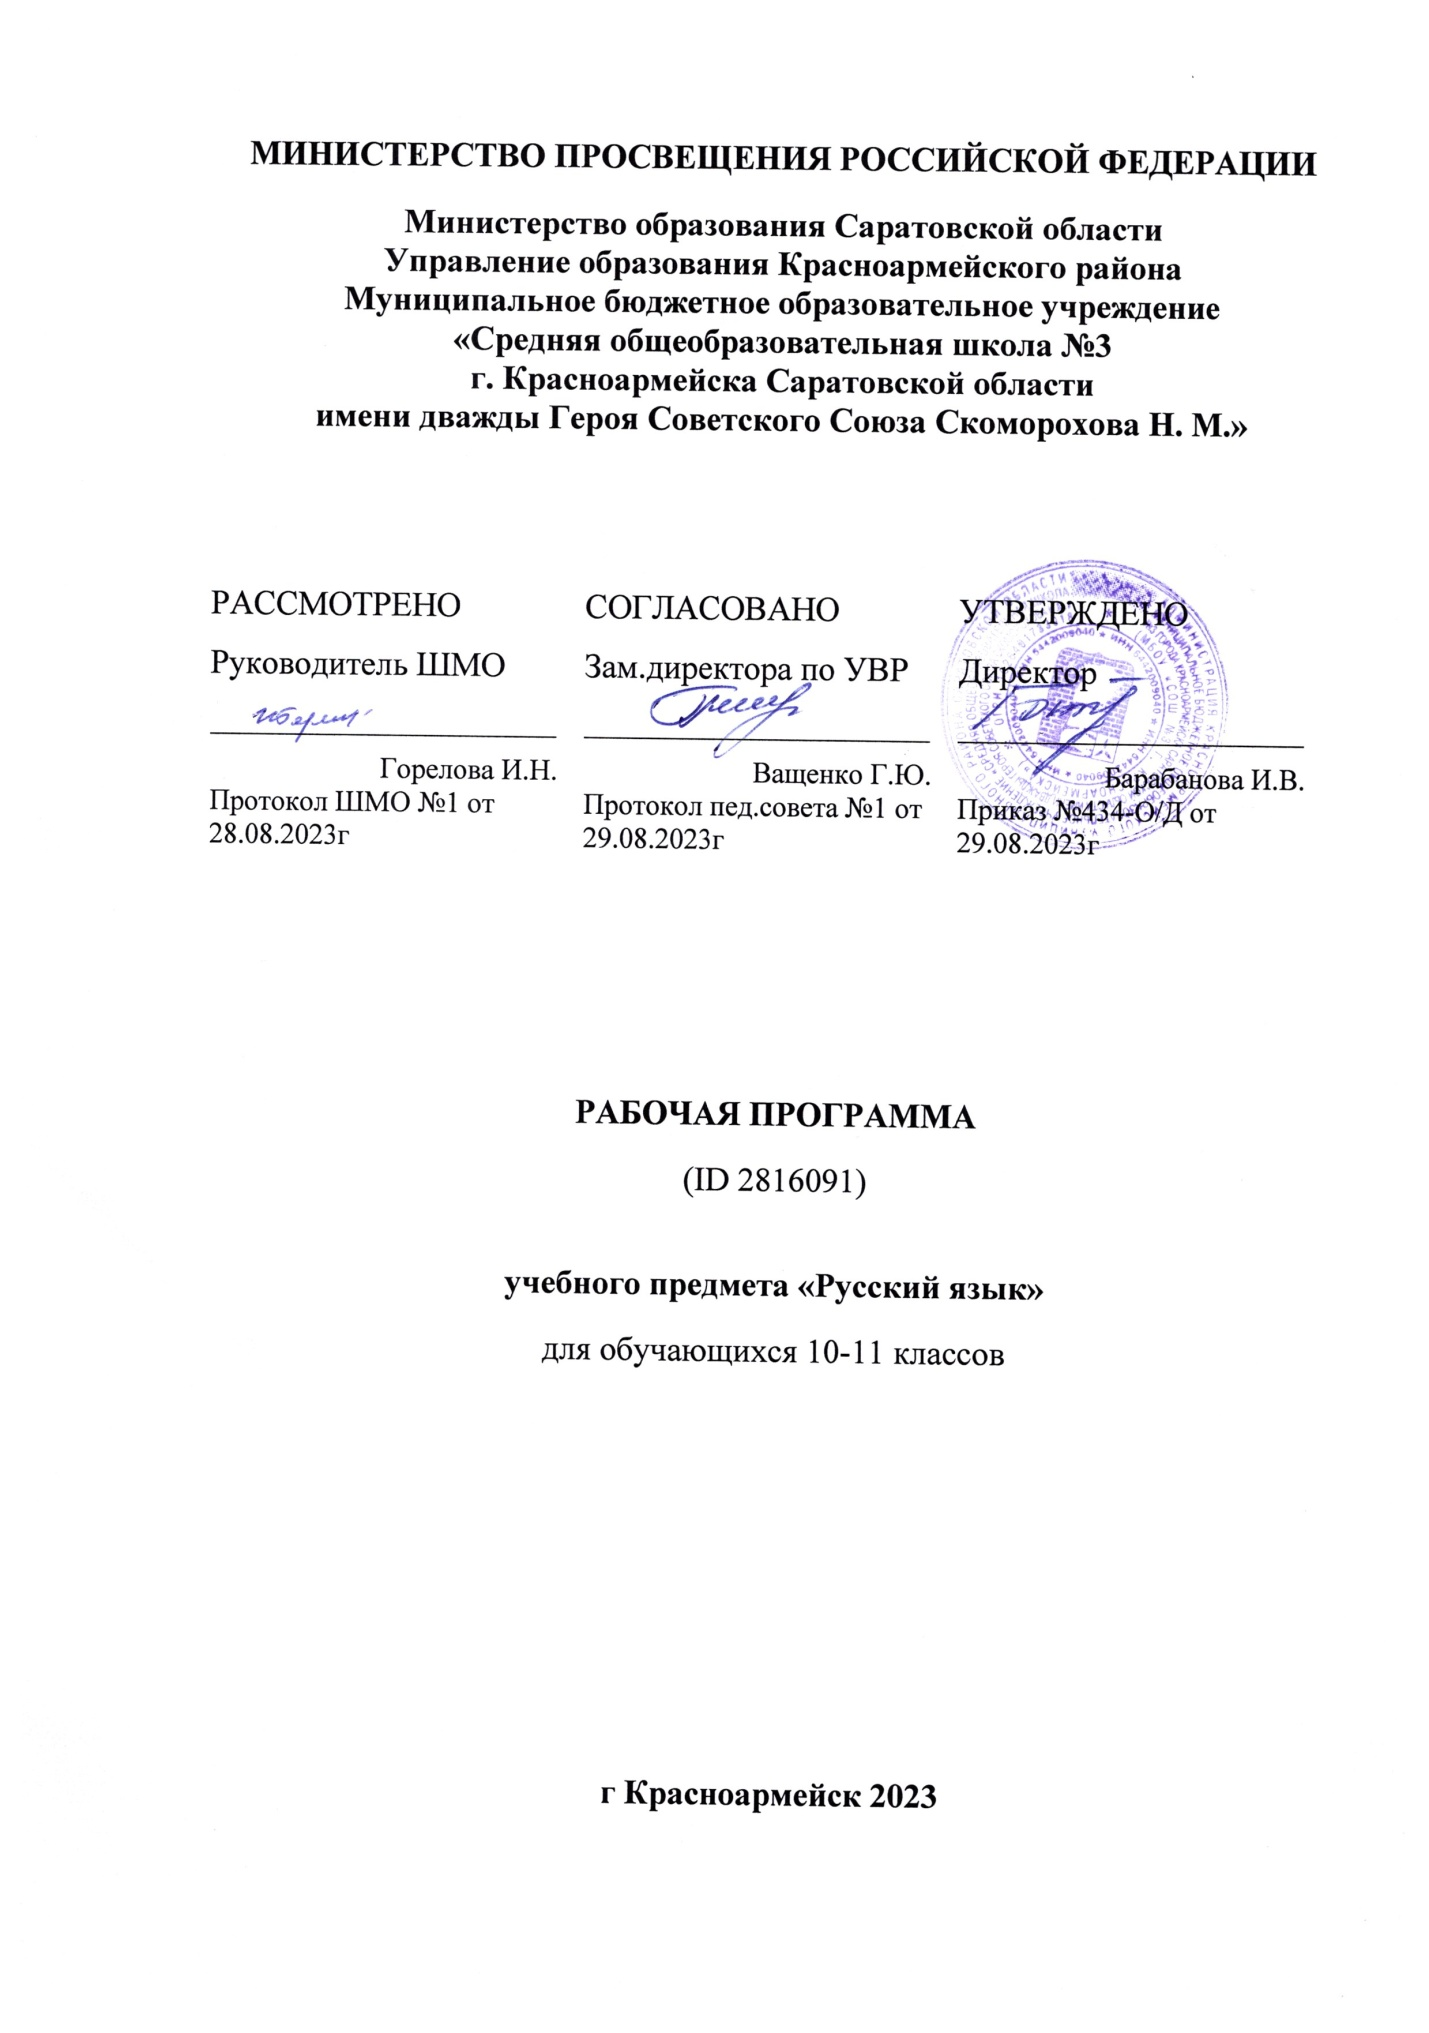 МИНИСТЕРСТВО ПРОСВЕЩЕНИЯ РОССИЙСКОЙ ФЕДЕРАЦИИ
Министерство образования Саратовской области
Управление образования Красноармейского района
Муниципальное бюджетное образовательное учреждение
«Средняя общеобразовательная школа №3
г. Красноармейска Саратовской области
имени дважды Героя Советского Союза Скоморохова Н. М.»
РАССМОТРЕНО
Руководитель ШМО
Горелова И.Н.
Протокол ШМО №1 от
28.08.2023г
СОГЛАСОВАНО
Зам.директора по УВР
Ващенко Г.Ю.
Протокол пед.совета №1 от
29.08.2023г
УТВЕРЖДЕНО
Директор
Барабанова И.В.
Приказ №434-О/Д от
29.08.2023г
РАБОЧАЯ ПРОГРАММА
(ID 2816091)
учебного предмета «Русский язык»
для обучающихся 10-11 классов
г Красноармейск 2023